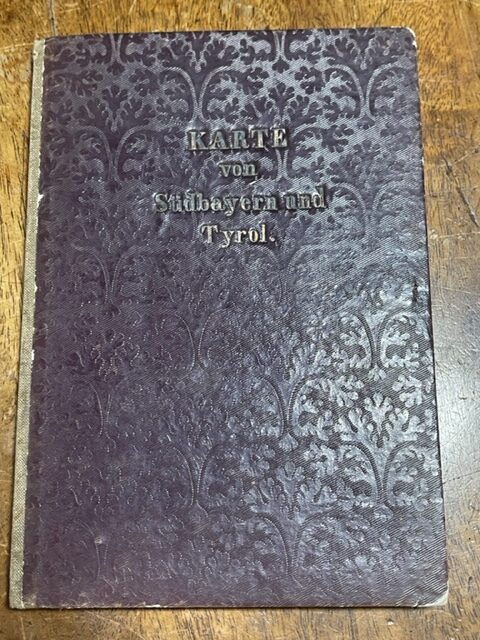 KARTE
von
Südbayern und
Tyrol.